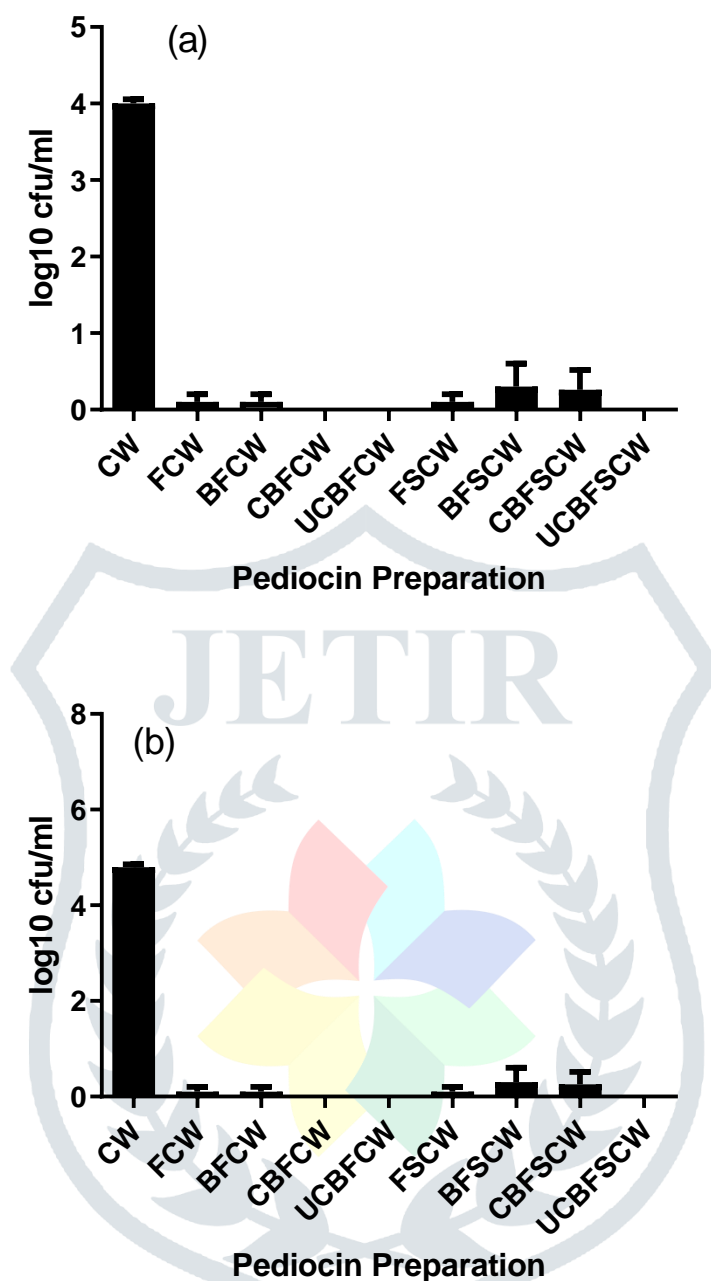 (a)
5
4
3
2
1
0
log10 cfu/ml
CW
FCW
BFCW
CBFCW
UCBFCW
FSCW
BFSCW
CBFSCW
UCBFSCW
Pediocin Preparation
JETIR
(b)
8
6
4
2
0
log10 cfu/ml
CW
FCW
BFCW
CBFCW
UCBFCW
FSCW
BFSCW
CBFSCW
UCBFSCW
Pediocin Preparation